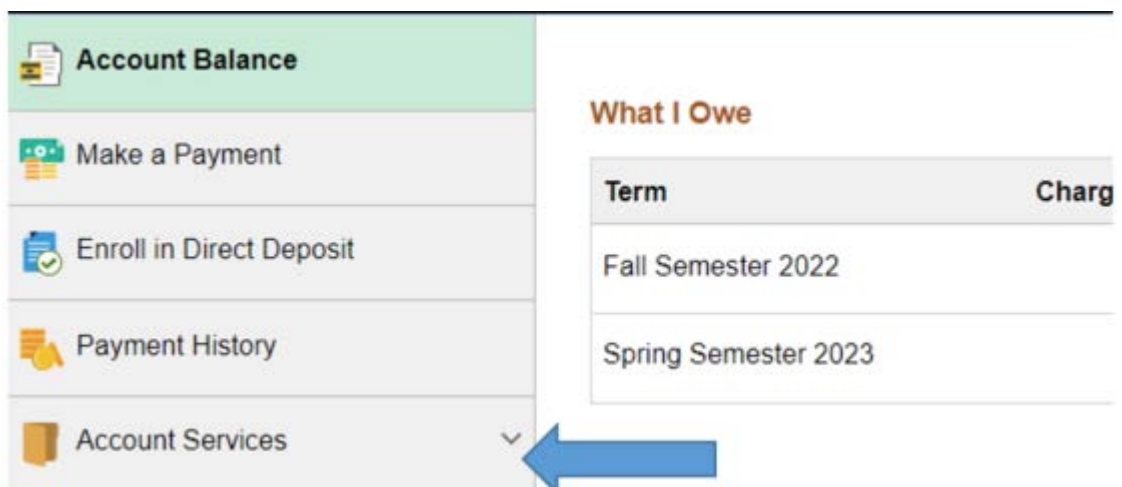 Account Balance
Make a Payment
Enroll in Direct Deposit
Payment History
Account Services
What I Owe
Term Charg
Fall Semester 2022
Spring Semester 2023